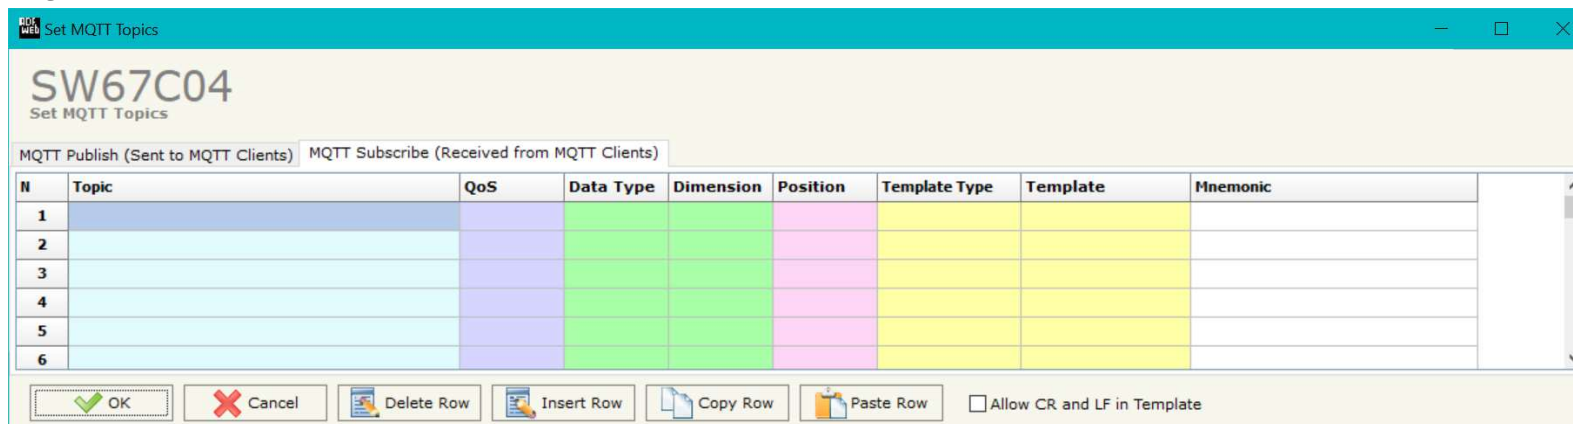 ADF
WEB Set MQTT Topics
SW67C04
Set MQTT Topics
MQTT Publish (Sent to MQTT Clients) MQTT Subscribe (Received from MQTT Clients)
N Topic QoS Data Type Dimension Position Template Type Template Mnemonic
1
2
3
4
5
6
OK Cancel Delete Row Insert Row Copy Row Paste Row Allow CR and LF in Template